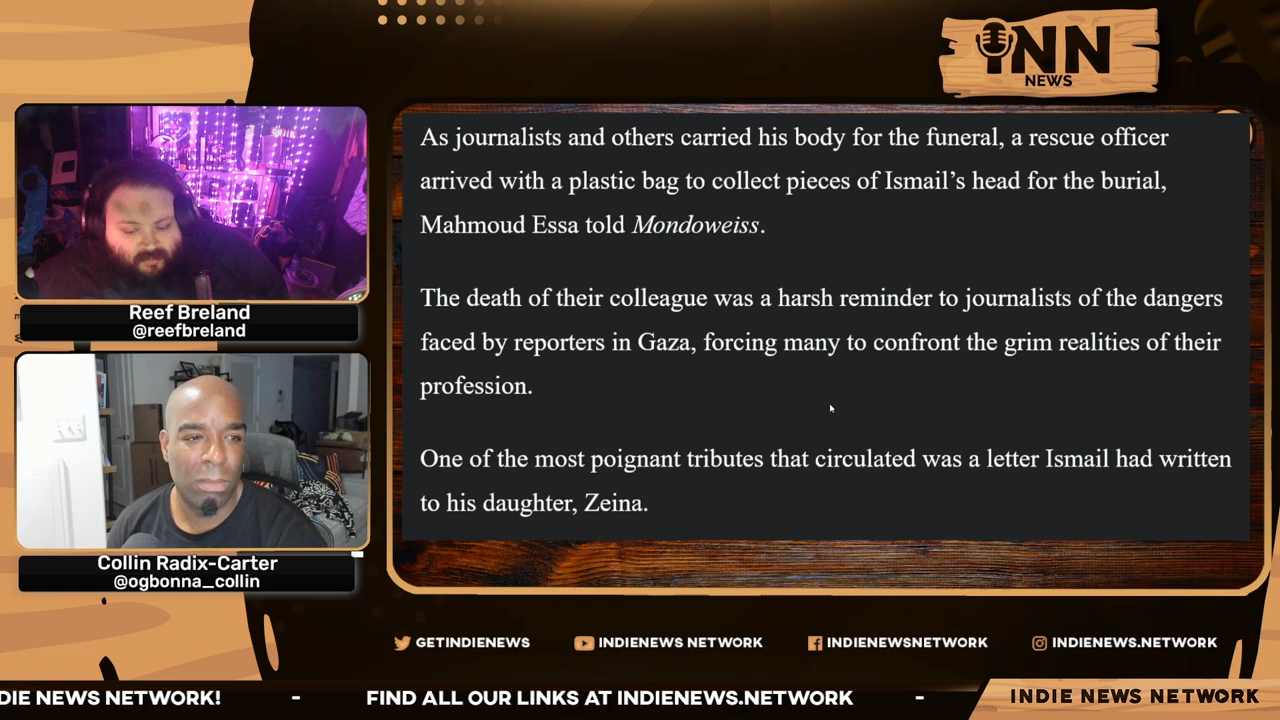 INN
NEWS
As journalists and others carried his body for the funeral, a rescue officer
arrived with a plastic bag to collect pieces of Ismail’s head for the burial,
Mahmoud Essa told Mondoweiss.
The death of their colleague was a harsh reminder to journalists of the dangers
faced by reporters in Gaza, forcing many to confront the grim realities of their
profession.
One of the most poignant tributes that circulated was a letter Ismail had written
to his daughter, Zeina.
Reef Breland
@reefbreland
Collin Radix-Carter
@ogbonna_collin
GETINDIENEWS
INDIENEWS NETWORK
INDIENEWSNETWORK
INDIENEWS.NETWORK
DIE NEWS NETWORK! - FIND ALL OUR LINKS AT INDIENEWS.NETWORK -
INDIE NEWS NETWORK